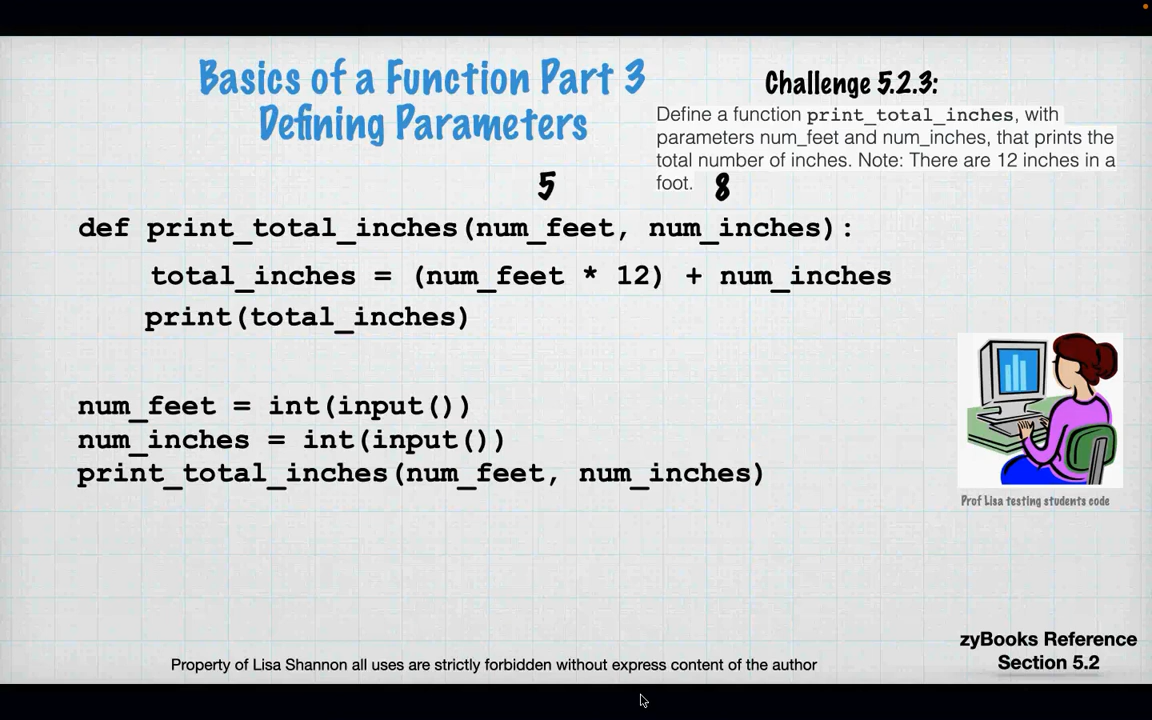 Basics of a Function Part 3
Defining Parameters
Challenge 5.2.3:
Define a function print_total_inches, with
parameters num_feet and num_inches, that prints the
total number of inches. Note: There are 12 inches in a
foot.
5 8
def print_total_inches(num_feet, num_inches):
    total_inches = (num_feet * 12) + num_inches
    print(total_inches)
num_feet = int(input())
num_inches = int(input())
print_total_inches(num_feet, num_inches)
Prof Lisa testing students code
zyBooks Reference
Section 5.2
Property of Lisa Shannon all uses are strictly forbidden without express content of the author